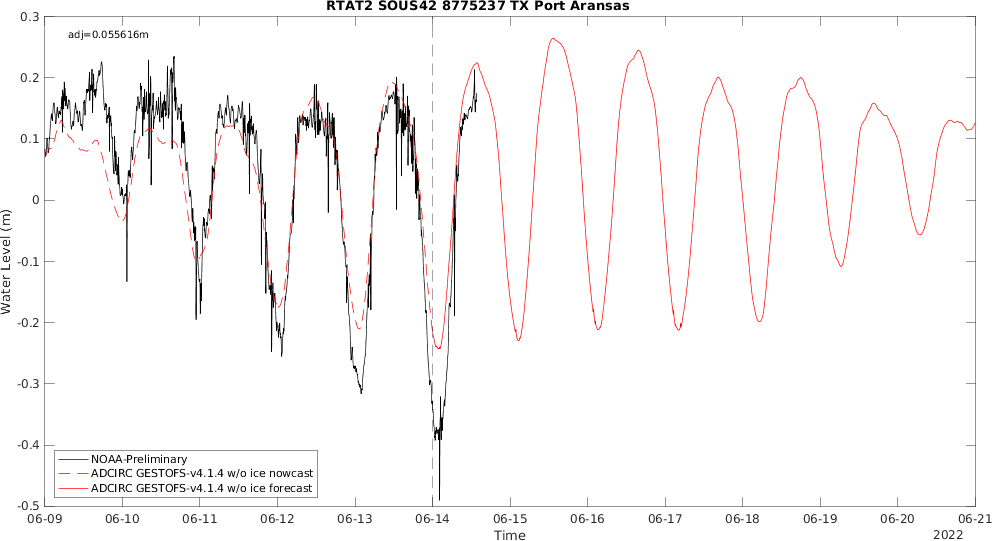 RTAT2 SOUS42 8775237 TX Port Aransas
adj=0.055616m
0.3
0.2
0.1
0
-0.1
-0.2
-0.3
-0.4
-0.5
Water Level (m)
NOAA-Preliminary
ADCIRC GESTOFS-v4.1.4 w/o ice nowcast
ADCIRC GESTOFS-v4.1.4 w/o ice forecast
06-09 06-10 06-11 06-12 06-13 06-14 06-15 06-16 06-17 06-18 06-19 06-20 06-21
Time
2022